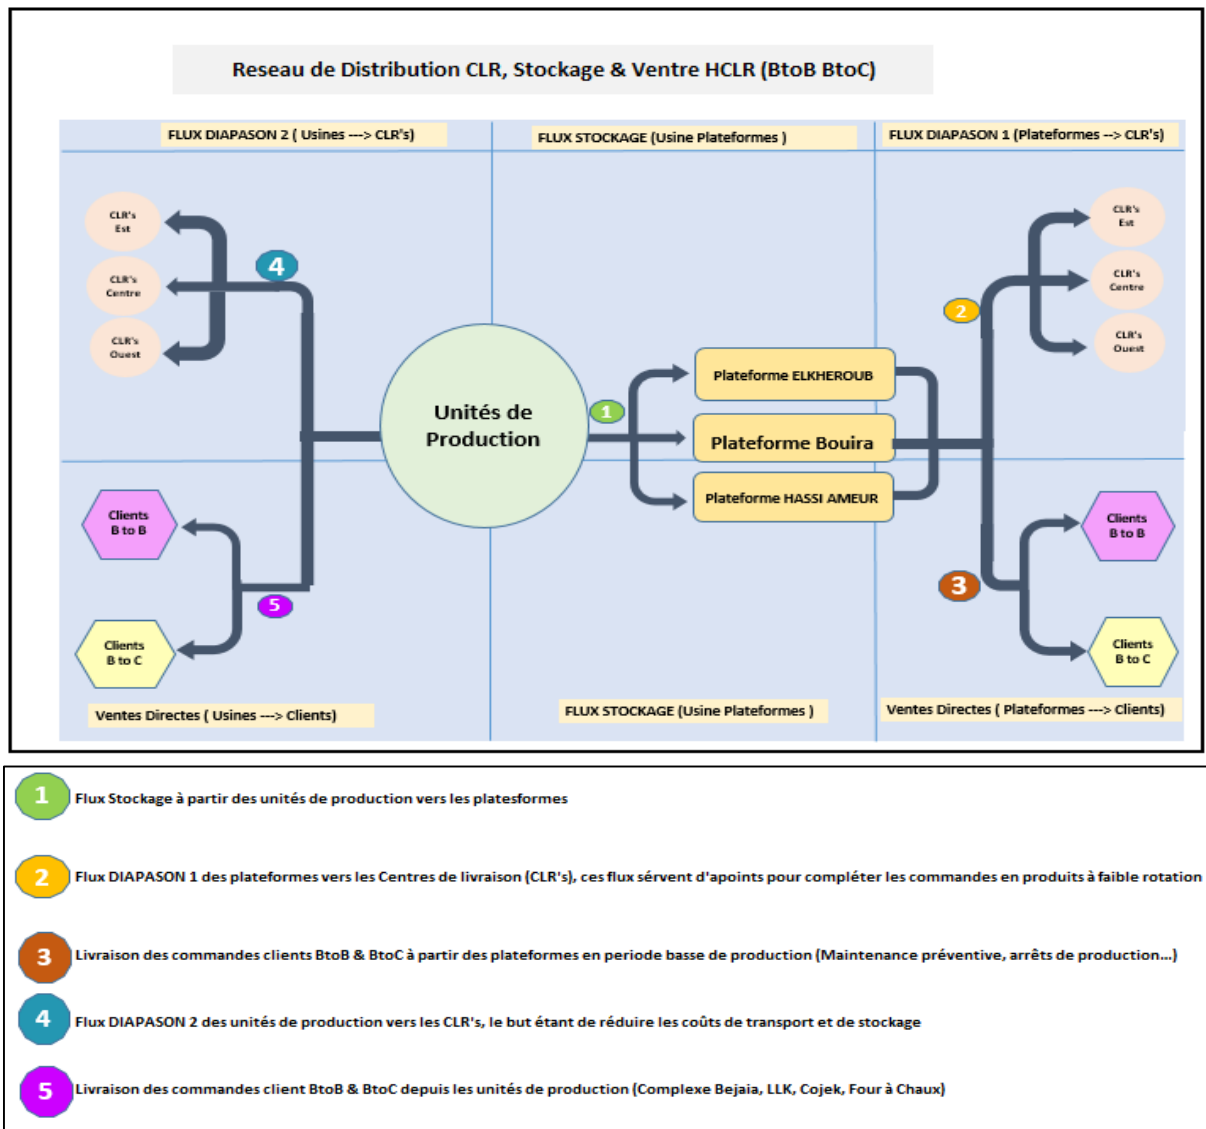 Reseau de Distribution CLR, Stockage & Ventre HCLR (BtoB BtoC)
FLUX DIAPASON 2 ( Usines ---> CLR's)
FLUX STOCKAGE (Usine Plateformes )
FLUX DIAPASON 1 (Plateformes --> CLR's)
CLR's
Est
CLR's
Centre
CLR's
Ouest
4
Unités de
Production
1
Plateforme ELKHEROUB
Plateforme Bouira
Plateforme HASSI AMEUR
2
CLR's
Est
CLR's
Centre
CLR's
Ouest
Clients
B to B
5
Clients
B to C
3
Clients
B to B
Clients
B to C
Ventes Directes ( Usines ---> Clients)
FLUX STOCKAGE (Usine Plateformes )
Ventes Directes ( Plateformes ---> Clients)
1 Flux Stockage à partir des unités de production vers les platesformes
2 Flux DIAPASON 1 des plateformes vers les Centres de livraison (CLR's), ces flux sérvent d'apoints pour compléter les commandes en produits à faible rotation
3 Livraison des commandes clients BtoB & BtoC à partir des plateformes en periode basse de production (Maintenance préventive, arrêts de production...)
4 Flux DIAPASON 2 des unités de production vers les CLR's, le but étant de réduire les coûts de transport et de stockage
5 Livraison des commandes client BtoB & BtoC depuis les unités de production (Complexe Bejaia, LLK, Cojek, Four à Chaux)